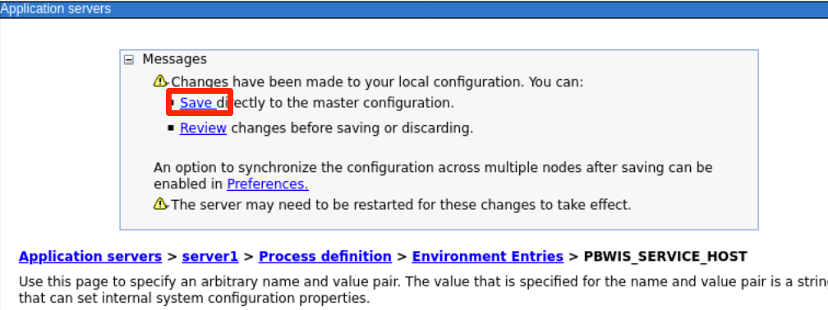 Application servers
Messages
Changes have been made to your local configuration. You can:
Save directly to the master configuration.
Review changes before saving or discarding.
An option to synchronize the configuration across multiple nodes after saving can be
enabled in Preferences.
The server may need to be restarted for these changes to take effect.
Application servers > server1 > Process definition > Environment Entries > PBWIS_SERVICE_HOST
Use this page to specify an arbitrary name and value pair. The value that is specified for the name and value pair is a string
that can set internal system configuration properties.